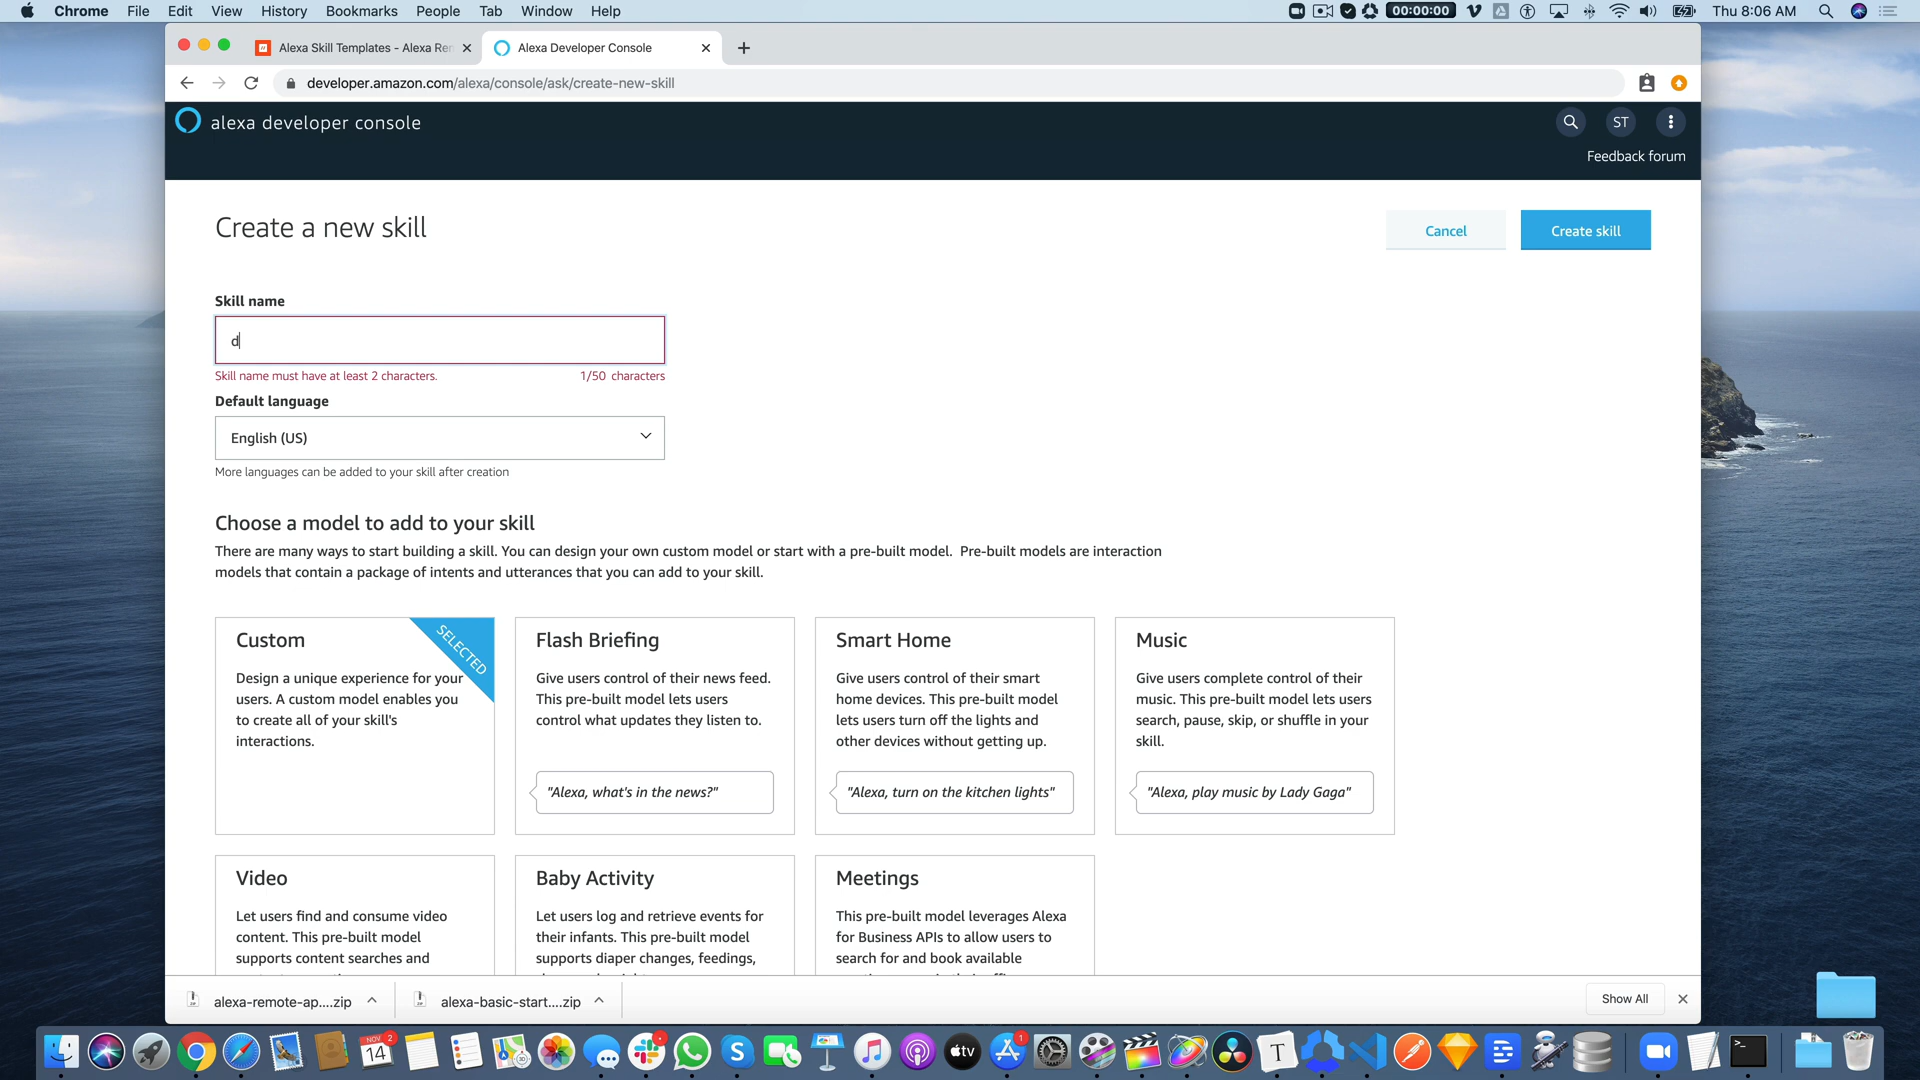 Chrome File Edit View History Bookmarks People Tab Window Help 00:00:00 Thu 8:06 AM
Alexa Skill Templates - Alexa Re
Alexa Developer Console
developer.amazon.com/alexa/console/ask/create-new-skill
alexa developer console
ST
Feedback forum
Create a new skill
Cancel
Create skill
Skill name
d
Skill name must have at least 2 characters.
1/50 characters
Default language
English (US)
More languages can be added to your skill after creation
Choose a model to add to your skill
There are many ways to start building a skill. You can design your own custom model or start with a pre-built model. Pre-built models are interaction
models that contain a package of intents and utterances that you can add to your skill.
Custom
SELECTED
Design a unique experience for your
users. A custom model enables you
to create all of your skill's
interactions.
Flash Briefing
Give users control of their news feed.
This pre-built model lets users
control what updates they listen to.
"Alexa, what's in the news?"
Smart Home
Give users control of their smart
home devices. This pre-built model
lets users turn off the lights and
other devices without getting up.
"Alexa, turn on the kitchen lights"
Music
Give users complete control of their
music. This pre-built model lets users
search, pause, skip, or shuffle in your
skill.
"Alexa, play music by Lady Gaga"
Video
Let users find and consume video
content. This pre-built model
supports content searches and
Baby Activity
Let users log and retrieve events for
their infants. This pre-built model
supports diaper changes, feedings,
Meetings
This pre-built model leverages Alexa
for Business APIs to allow users to
search for and book available
alexa-remote-ap....zip
alexa-basic-start....zip
Show All
NOV
14
2
tv
1
T